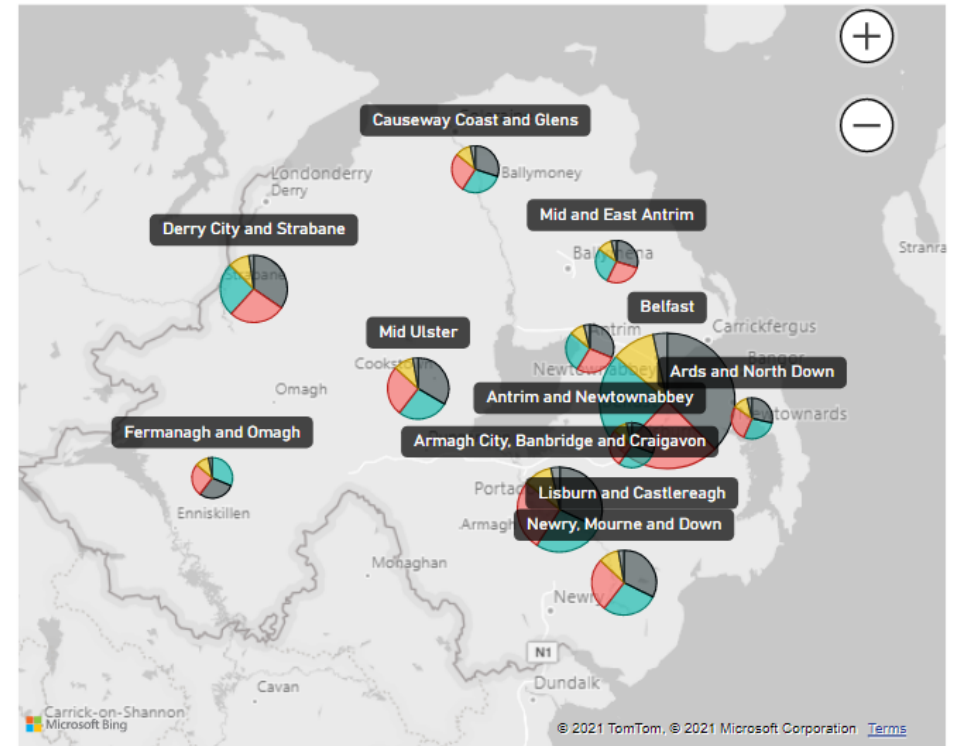 Causeway Coast and Glens
Londonderry
Derry
Ballymoney
Mid and East Antrim
Derry City and Strabane
Strabane
Ballymena
Stranra
Belfast
Mid Ulster
Antrim
Carrickfergus
Cookstown
Newtownabbey
Bangor
Ards and North Down
Omagh
Antrim and Newtownabbey
Newtownards
Fermanagh and Omagh
Armagh City, Banbridge and Craigavon
Portad
Lisburn and Castlereagh
Enniskillen
Armagh
Newry, Mourne and Down
Monaghan
Newry
N1
Dundalk
Cavan
Carrick-on-Shannon
Microsoft Bing
© 2021 TomTom, © 2021 Microsoft Corporation Terms